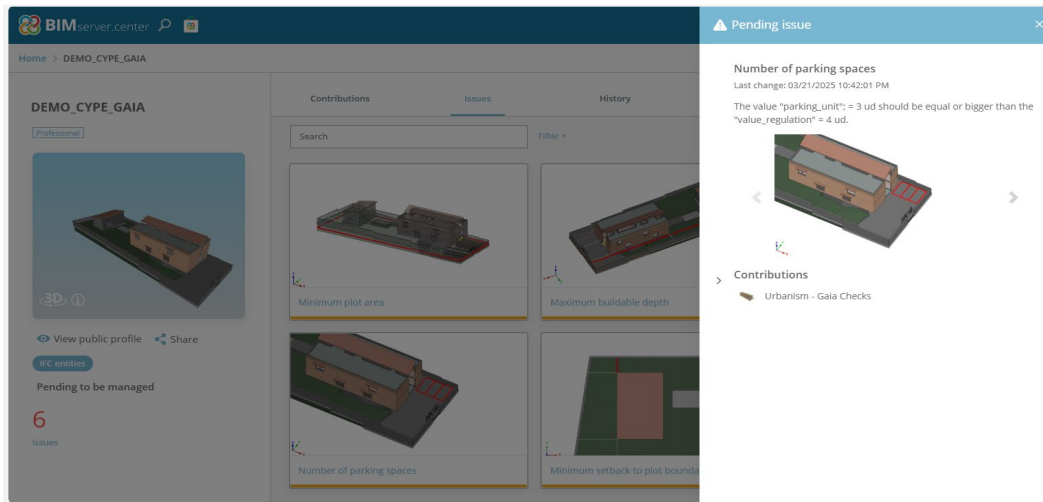 BIMserver.center
Home > DEMO_CYPE_GAIA
DEMO_CYPE_GAIA
Professional
3D
View public profile
Share
IFC entities
Pending to be managed
6
Issues
Contributions
Issues
History
Search
Filter
Minimum plot area
Maximum buildable depth
Number of parking spaces
Minimum setback to plot bounda
Pending issue
Number of parking spaces
Last change: 03/21/2025 10:42:01 PM
The value "parking_unit"; = 3 ud should be equal or bigger than the
"value_regulation" = 4 ud.
Contributions
Urbanism - Gaia Checks